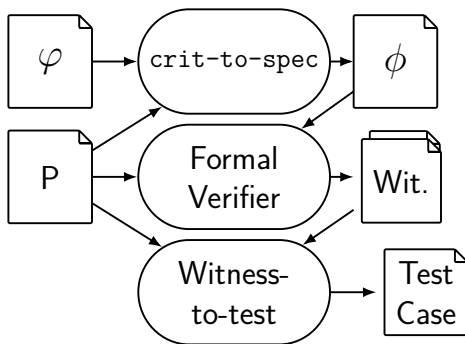 φ
crit-to-spec
ϕ
P
Formal
Verifier
Wit.
Witness-
to-test
Test
Case